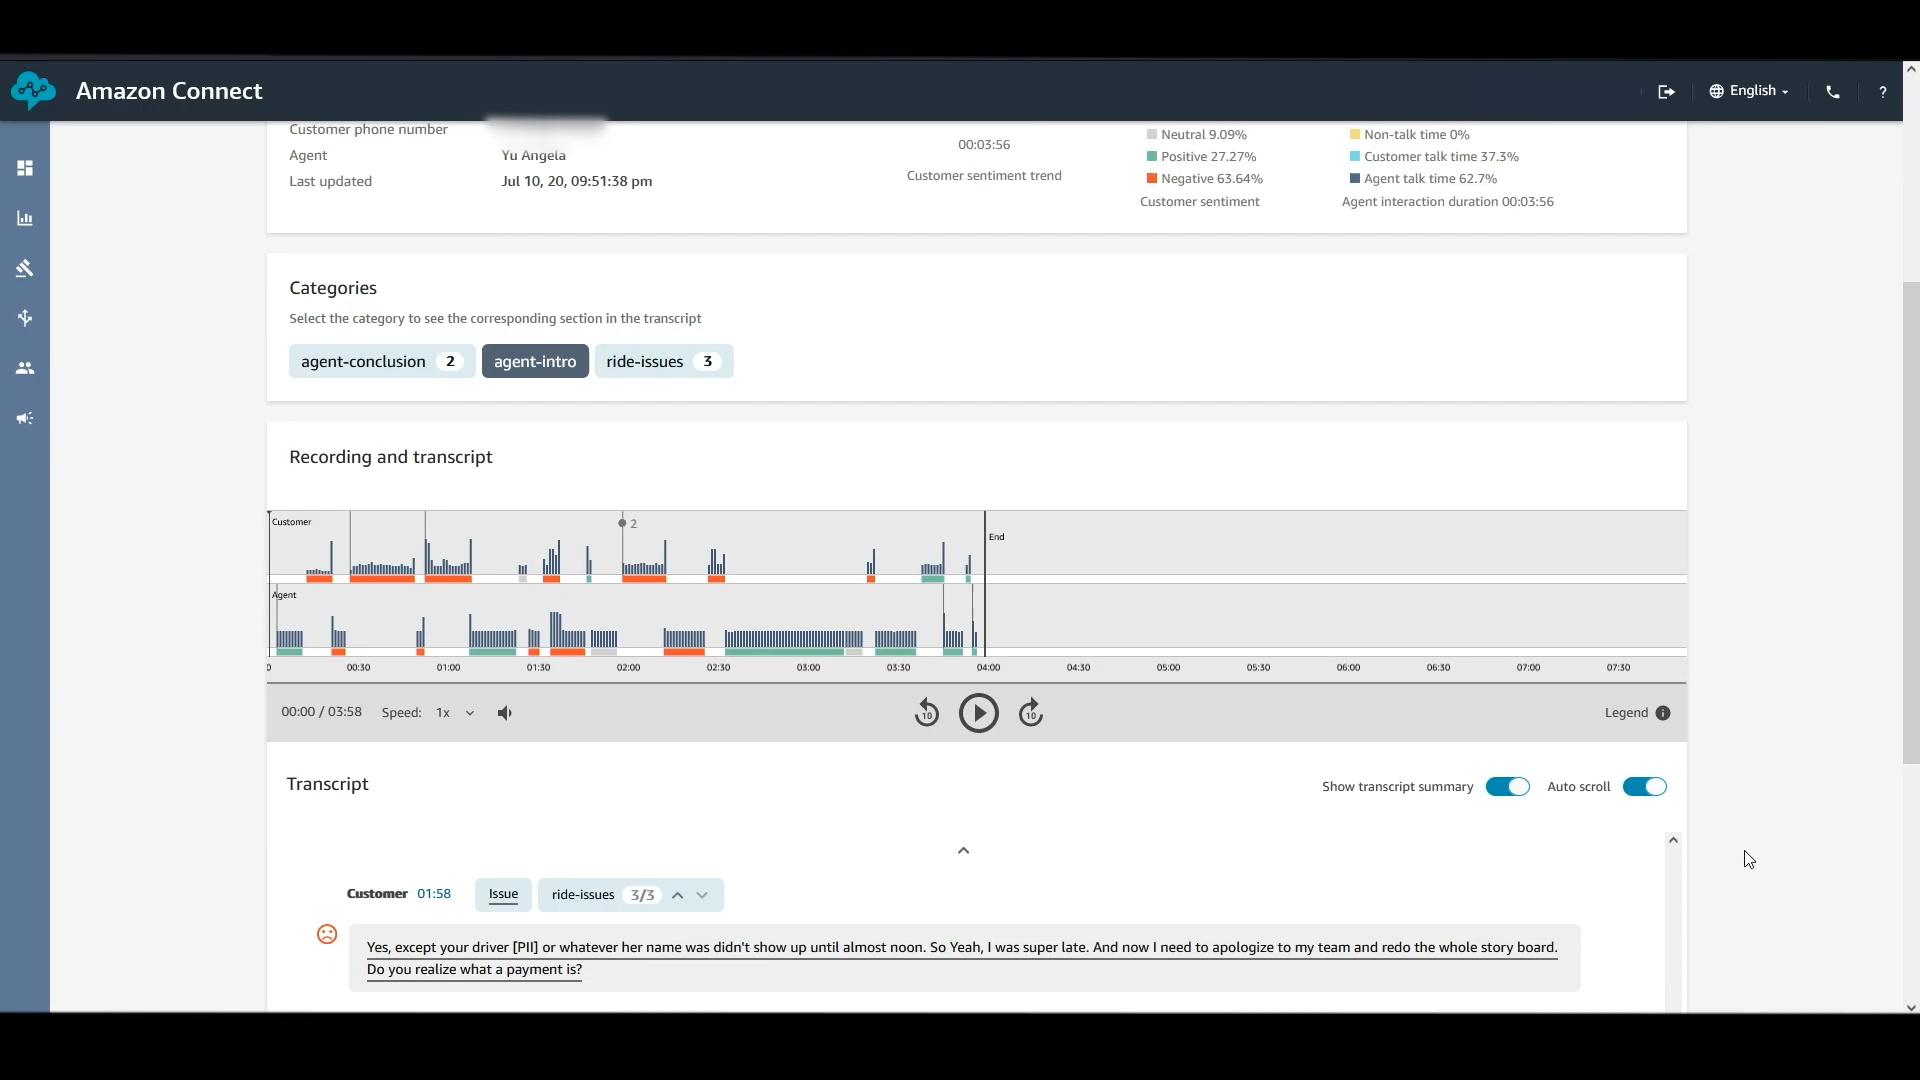 Amazon Connect
English
?
Customer phone number
Agent Yu Angela
Last updated Jul 10, 20, 09:51:38 pm
00:03:56
Customer sentiment trend
Neutral 9.09%
Positive 27.27%
Negative 63.64%
Customer sentiment
Non-talk time 0%
Customer talk time 37.3%
Agent talk time 62.7%
Agent interaction duration 00:03:56
Categories
Select the category to see the corresponding section in the transcript
agent-conclusion 2 agent-intro ride-issues 3
Recording and transcript
Customer
2
End
Agent
0 00:30 01:00 01:30 02:00 02:30 03:00 03:30 04:00 04:30 05:00 05:30 06:00 06:30 07:00 07:30
00:00 / 03:58 Speed: 1x 10 10 Legend
Transcript
Show transcript summary Auto scroll
Customer 01:58 Issue ride-issues 3/3
Yes, except your driver [PII] or whatever her name was didn't show up until almost noon. So Yeah, I was super late. And now I need to apologize to my team and redo the whole story board.
Do you realize what a payment is?